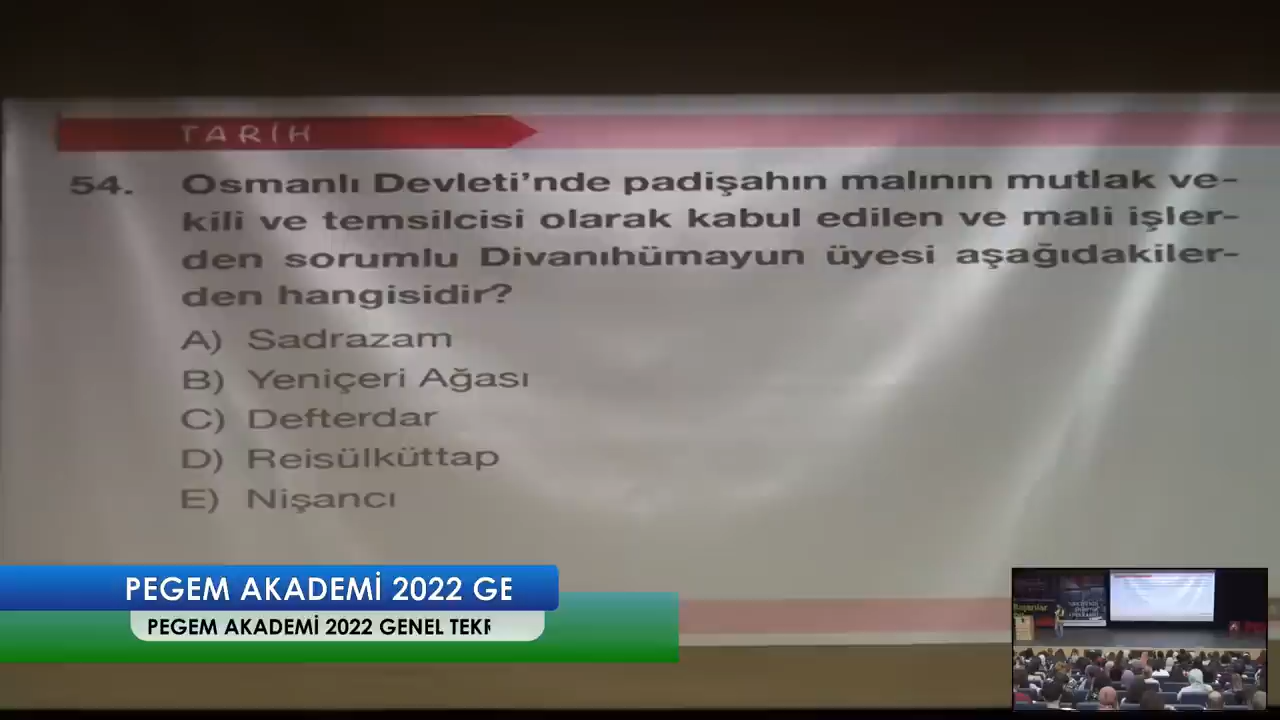 TARİH
54. Osmanlı Devleti'nde padişahın malının mutlak ve-
kili ve temsilcisi olarak kabul edilen ve mali işler-
den sorumlu Divanıhümayun üyesi aşağıdakiler-
den hangisidir?
A) Sadrazam
B) Yeniçeri Ağası
C) Defterdar
D) Reisülküttap
E) Nişancı
PEGEM AKADEMİ 2022 GE
PEGEM AKADEMİ 2022 GENEL TEKR